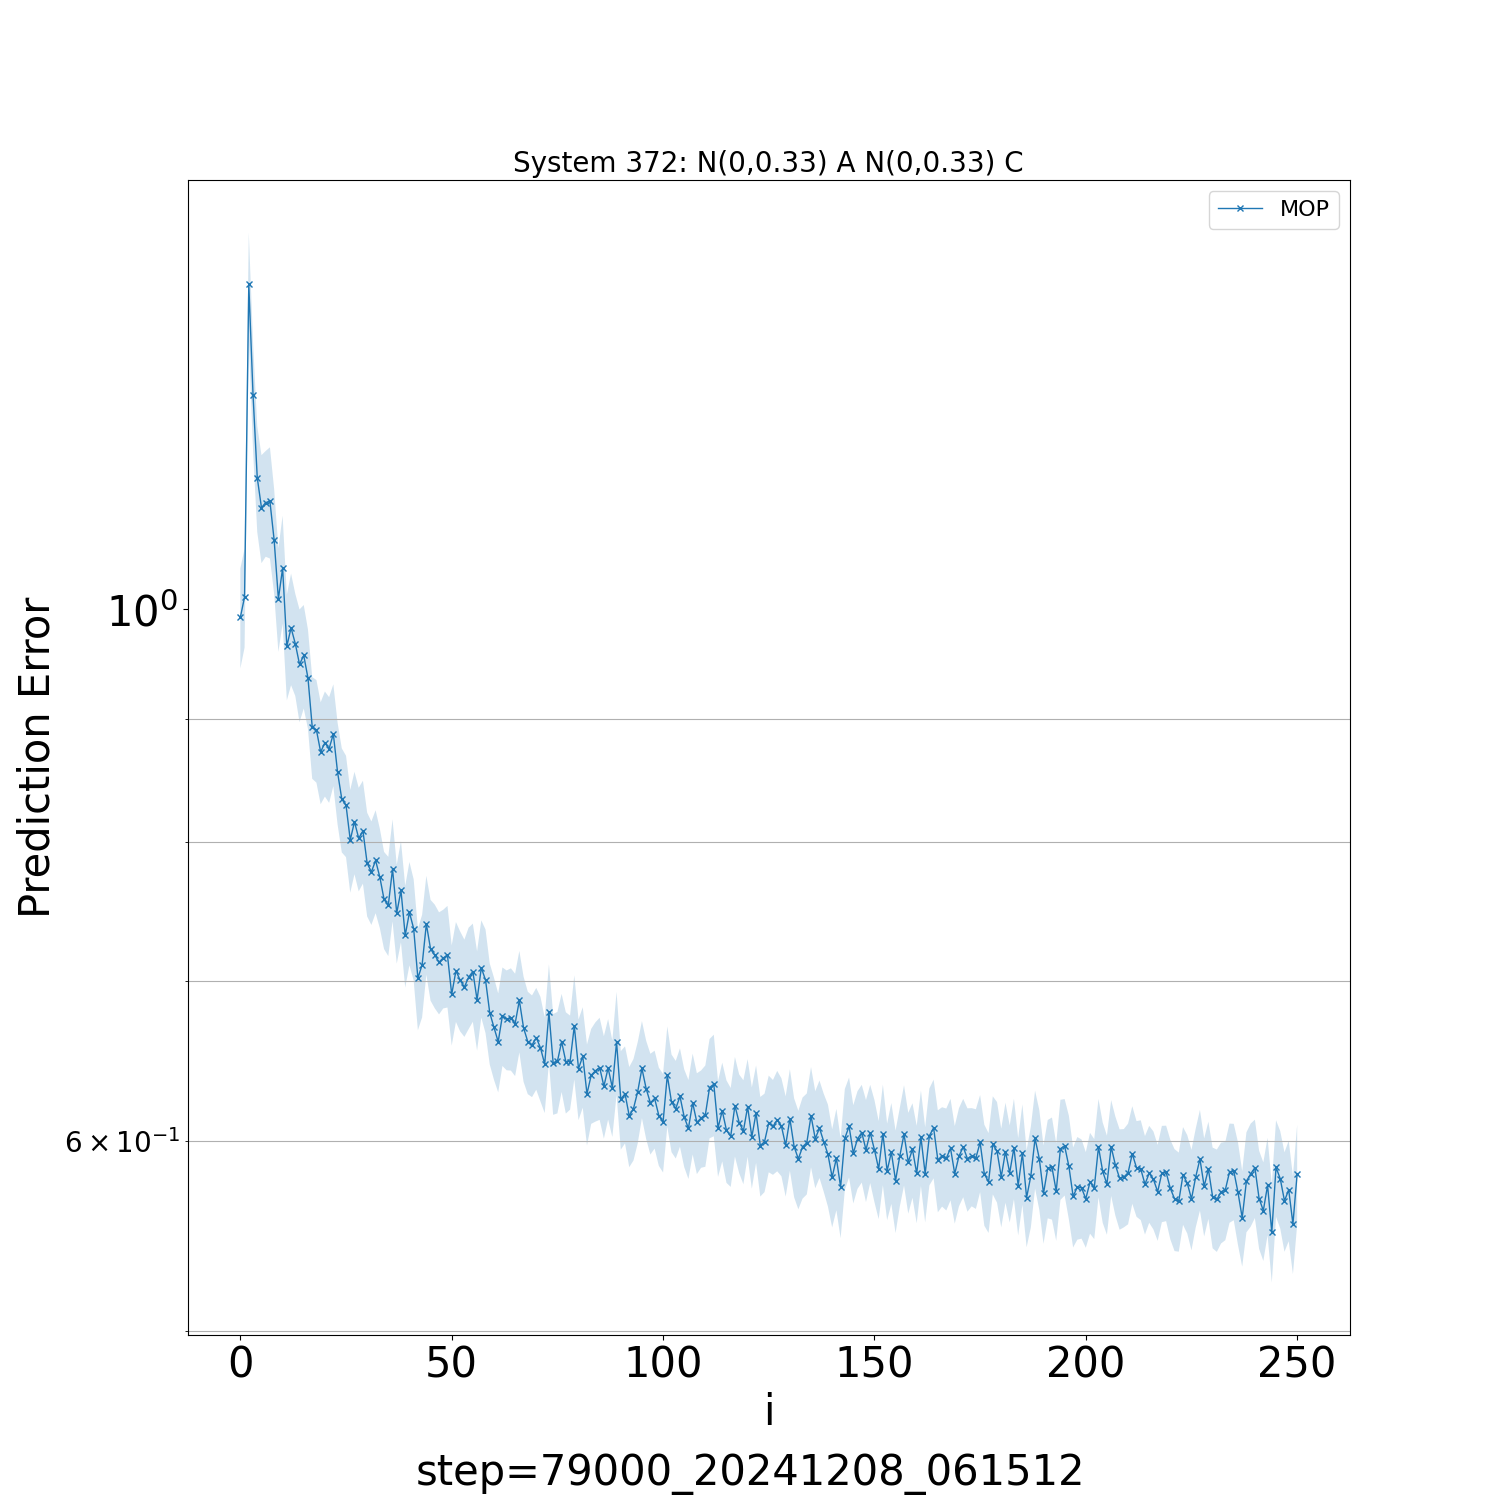 System 372: N(0,0.33) A N(0,0.33) C
MOP
Prediction Error
10⁰
6 × 10⁻¹
0 50 100 150 200 250
i
step=79000_20241208_061512